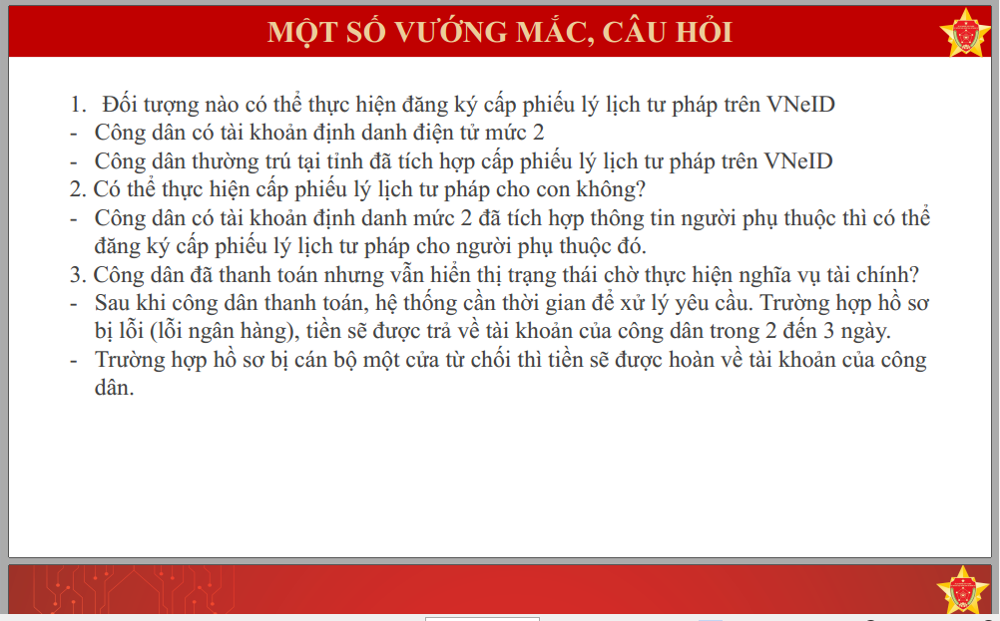 MỘT SỐ VƯỚNG MẮC, CÂU HỎI
1. Đối tượng nào có thể thực hiện đăng ký cấp phiếu lý lịch tư pháp trên VNeID
- Công dân có tài khoản định danh điện tử mức 2
- Công dân thường trú tại tỉnh đã tích hợp cấp phiếu lý lịch tư pháp trên VNeID
2. Có thể thực hiện cấp phiếu lý lịch tư pháp cho con không?
- Công dân có tài khoản định danh mức 2 đã tích hợp thông tin người phụ thuộc thì có thể
đăng ký cấp phiếu lý lịch tư pháp cho người phụ thuộc đó.
3. Công dân đã thanh toán nhưng vẫn hiển thị trạng thái chờ thực hiện nghĩa vụ tài chính?
- Sau khi công dân thanh toán, hệ thống cần thời gian để xử lý yêu cầu. Trường hợp hồ sơ
bị lỗi (lỗi ngân hàng), tiền sẽ được trả về tài khoản của công dân trong 2 đến 3 ngày.
- Trường hợp hồ sơ bị cán bộ một cửa từ chối thì tiền sẽ được hoàn về tài khoản của công
dân.